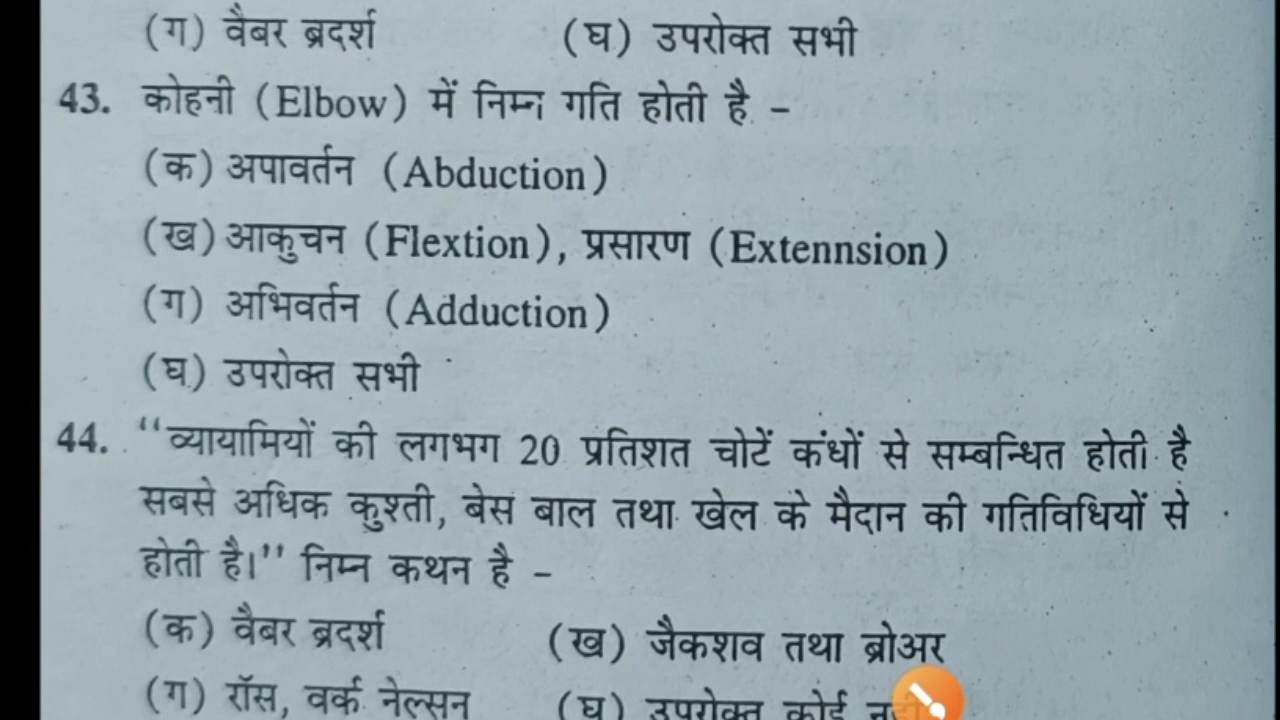 (ग) वैबर ब्रदर्श (घ) उपरोक्त सभी
43. कोहनी (Elbow) में निम्न गति होती है -
(क) अपावर्तन (Abduction)
(ख) आकुचन (Flextion), प्रसारण (Extennsion)
(ग) अभिवर्तन (Adduction)
(घ) उपरोक्त सभी
44. "व्यायामियों की लगभग 20 प्रतिशत चोटें कंधों से सम्बन्धित होती है
सबसे अधिक कुश्ती, बेस बाल तथा खेल के मैदान की गतिविधियों से
होती है।" निम्न कथन है -
(क) वैबर ब्रदर्श (ख) जैकशव तथा ब्रोअर
(ग) रॉस, वर्क नेल्सन (घ) उपरोक्त कोई